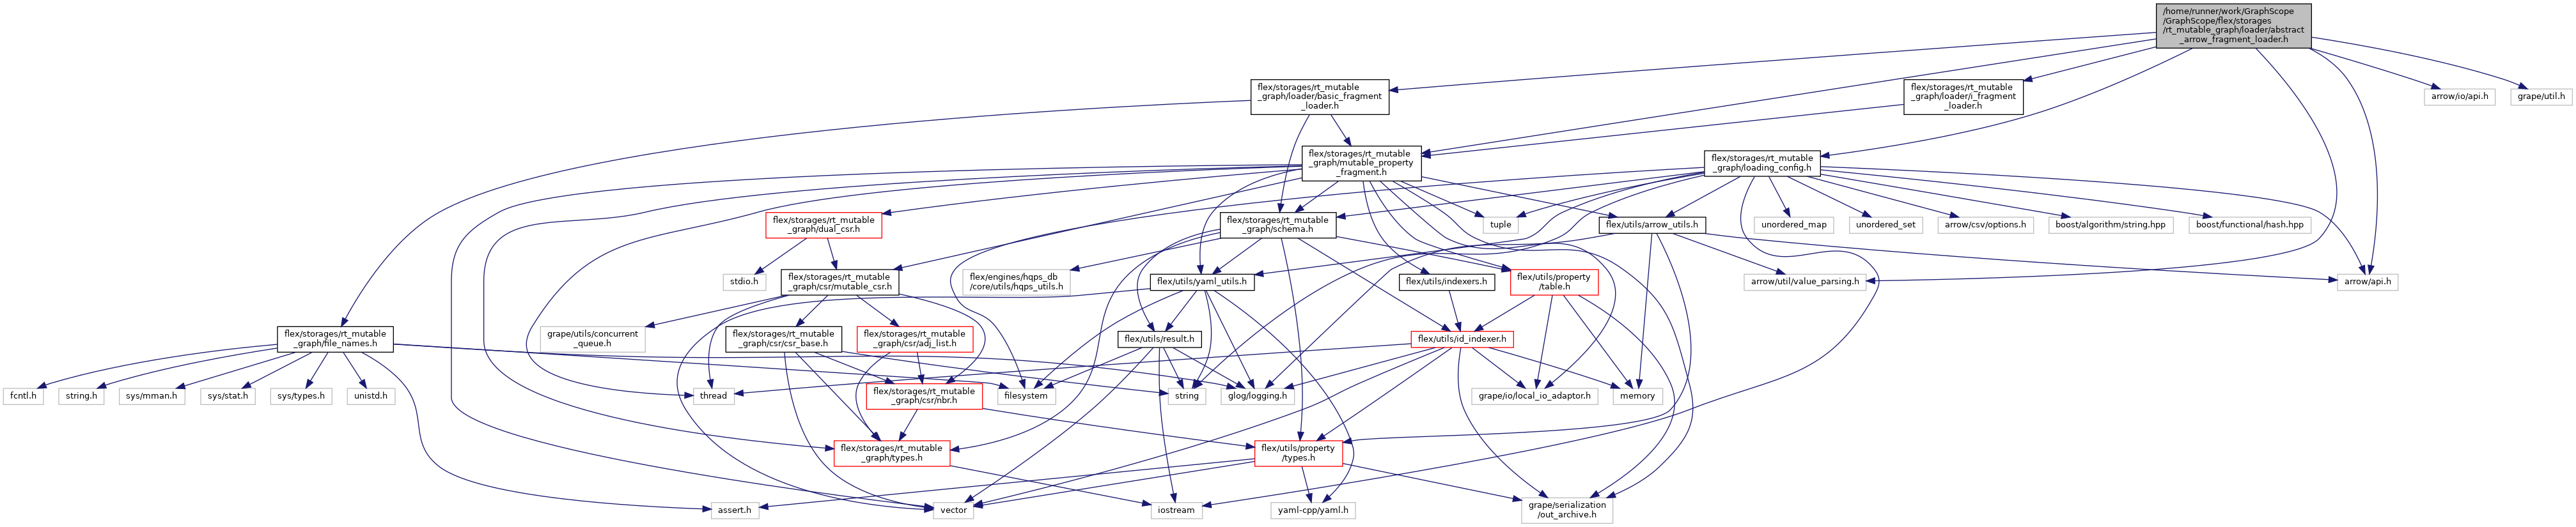 /home/runner/work/GraphScope
/GraphScope/flex/storages
/rt_mutable_graph/loader/abstract
_arrow_fragment_loader.h
flex/storages/rt_mutable
_graph/loader/basic_fragment
_loader.h
flex/storages/rt_mutable
_graph/loader/i_fragment
_loader.h
arrow/io/api.h
grape/util.h
flex/storages/rt_mutable
_graph/mutable_property
_fragment.h
flex/storages/rt_mutable
_graph/loading_config.h
flex/storages/rt_mutable
_graph/dual_csr.h
flex/storages/rt_mutable
_graph/schema.h
tuple
flex/utils/arrow_utils.h
unordered_map
unordered_set
arrow/csv/options.h
boost/algorithm/string.hpp
boost/functional/hash.hpp
stdio.h
flex/storages/rt_mutable
_graph/csr/mutable_csr.h
flex/engines/hqps_db
/core/utils/hqps_utils.h
flex/utils/yaml_utils.h
flex/utils/indexers.h
flex/utils/property
/table.h
arrow/util/value_parsing.h
arrow/api.h
flex/storages/rt_mutable
_graph/file_names.h
grape/utils/concurrent
_queue.h
flex/storages/rt_mutable
_graph/csr/csr_base.h
flex/storages/rt_mutable
_graph/csr/adj_list.h
flex/utils/result.h
flex/utils/id_indexer.h
fcntl.h
string.h
sys/mman.h
sys/stat.h
sys/types.h
unistd.h
thread
flex/storages/rt_mutable
_graph/csr/nbr.h
filesystem
string
glog/logging.h
grape/io/local_io_adaptor.h
memory
flex/storages/rt_mutable
_graph/types.h
flex/utils/property
/types.h
assert.h
vector
iostream
yaml-cpp/yaml.h
grape/serialization
/out_archive.h